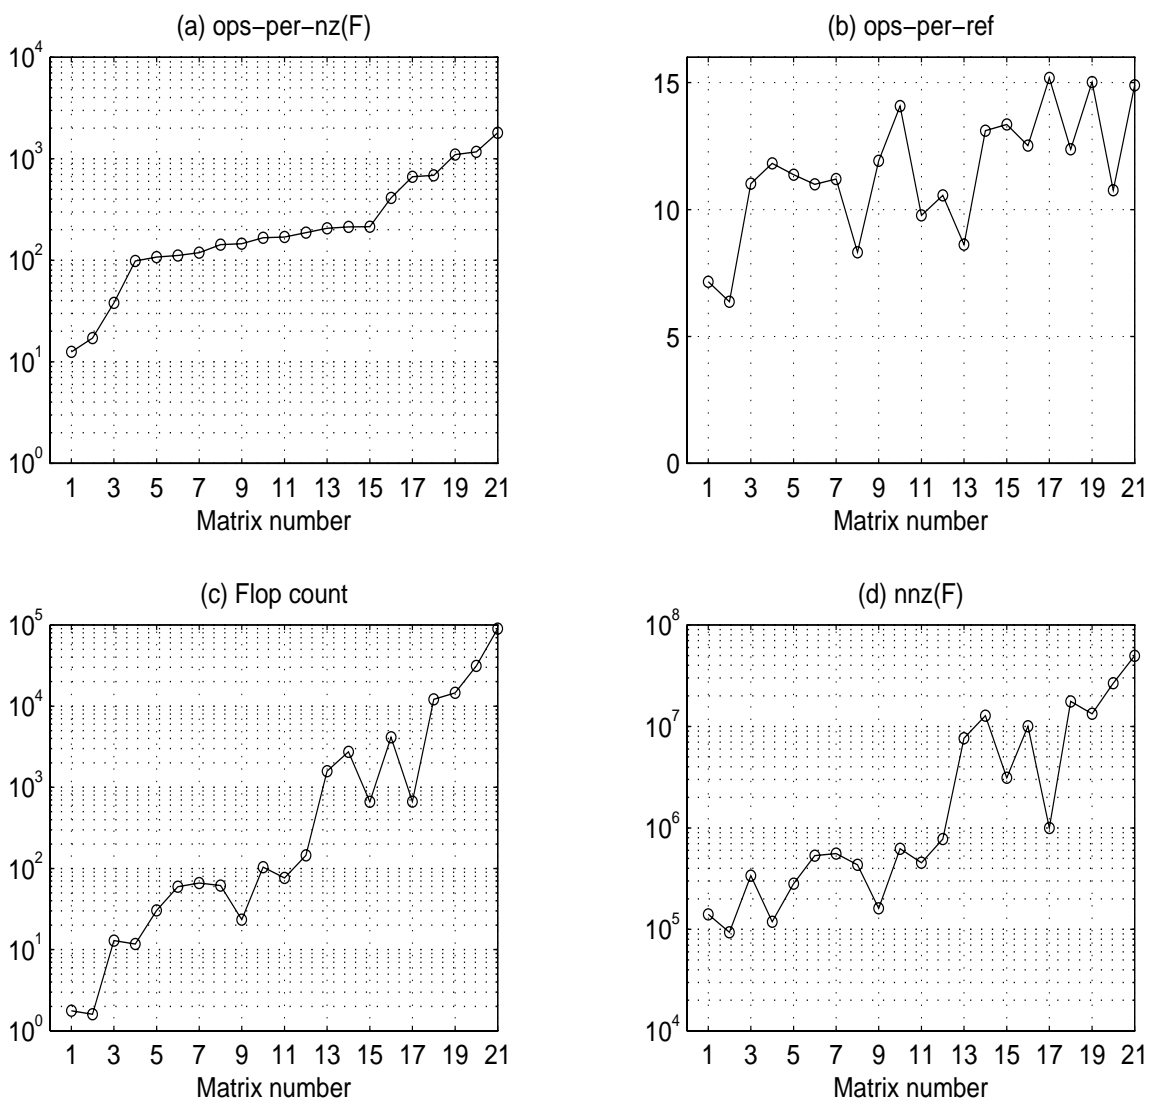 (a) ops−per−nz(F)
10^4
10^3
10^2
10^1
10^0
1 3 5 7 9 11 13 15 17 19 21
Matrix number
(b) ops−per−ref
15
10
5
0
1 3 5 7 9 11 13 15 17 19 21
Matrix number
(c) Flop count
10^5
10^4
10^3
10^2
10^1
10^0
1 3 5 7 9 11 13 15 17 19 21
Matrix number
(d) nnz(F)
10^8
10^7
10^6
10^5
10^4
1 3 5 7 9 11 13 15 17 19 21
Matrix number